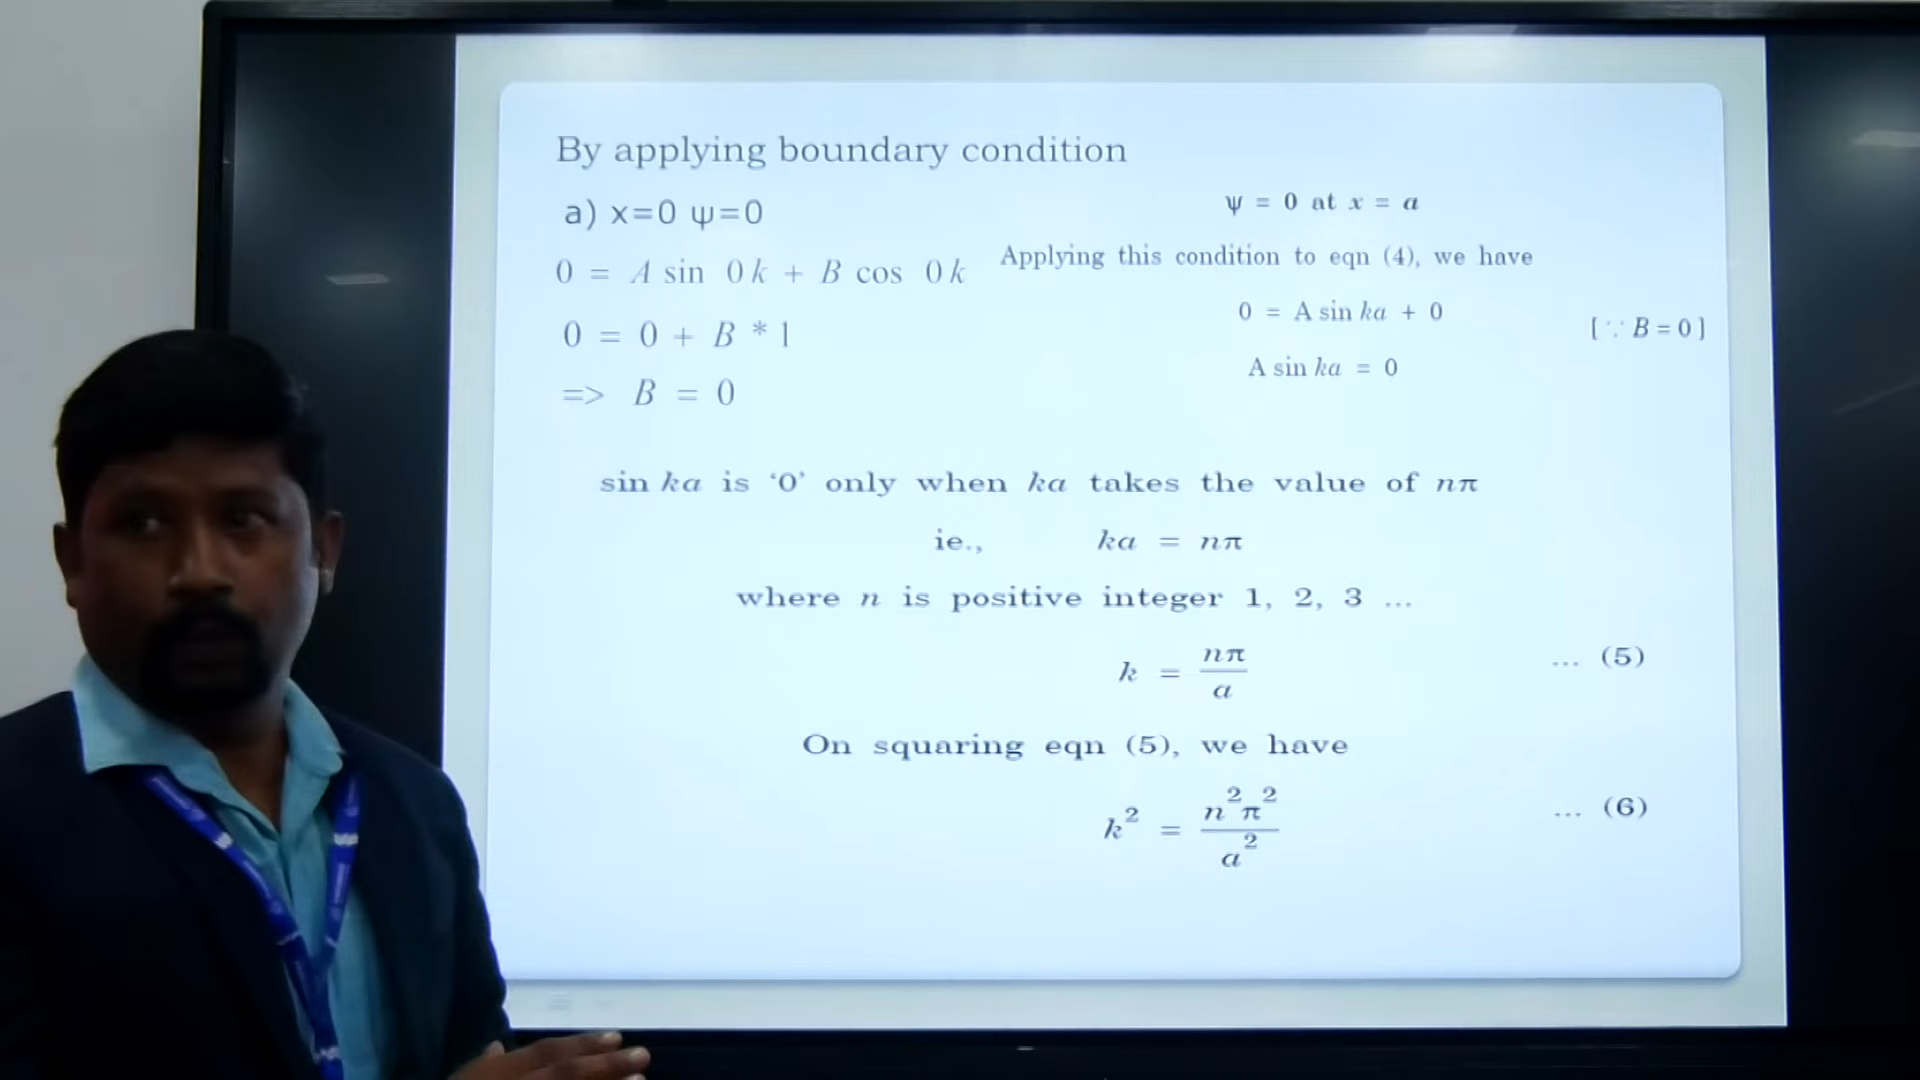 By applying boundary condition
a) x=0 ψ=0
0 = A sin 0k + B cos 0k
0 = 0 + B * 1
=> B = 0
ψ = 0 at x = a
Applying this condition to eqn (4), we have
0 = A sin ka + 0 [∵ B = 0]
A sin ka = 0
sin ka is ‘0’ only when ka takes the value of nπ
ie., ka = nπ
where n is positive integer 1, 2, 3 ...
k = nπ/a ... (5)
On squaring eqn (5), we have
k² = n²π²/a² ... (6)